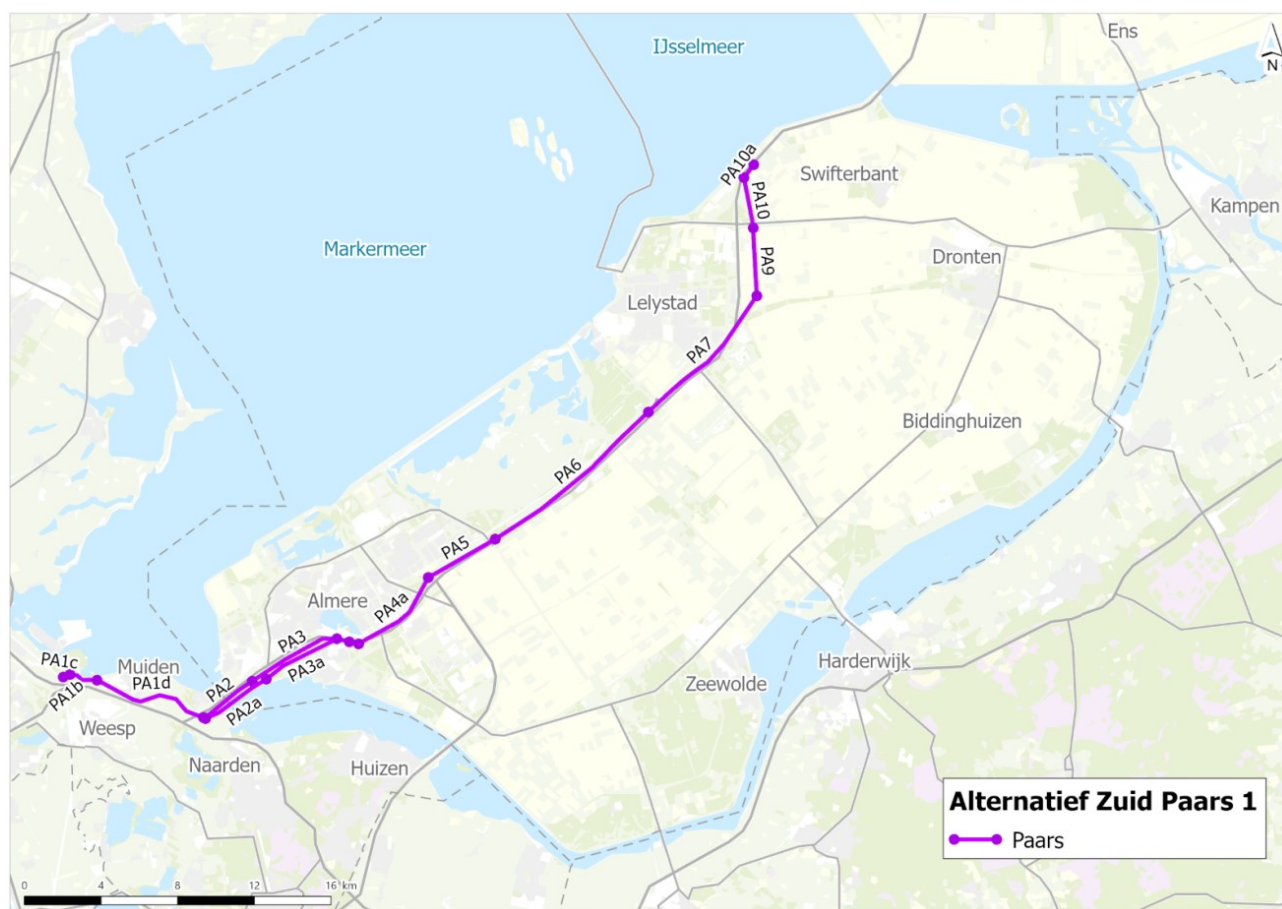 Ens
IJsselmeer
N
PA10a
Swifterbant
PA10
Kampen
Markermeer
Dronten
PA9
Lelystad
PA7
Biddinghuizen
PA6
PA5
Almere
PA4a
PA3
PA3a
PA1c
Muiden
PA1b
PA1d
PA2
PA2a
Weesp
Naarden
Huizen
Zeewolde
Harderwijk
Alternatief Zuid Paars 1
Paars
0 4 8 12 16 km